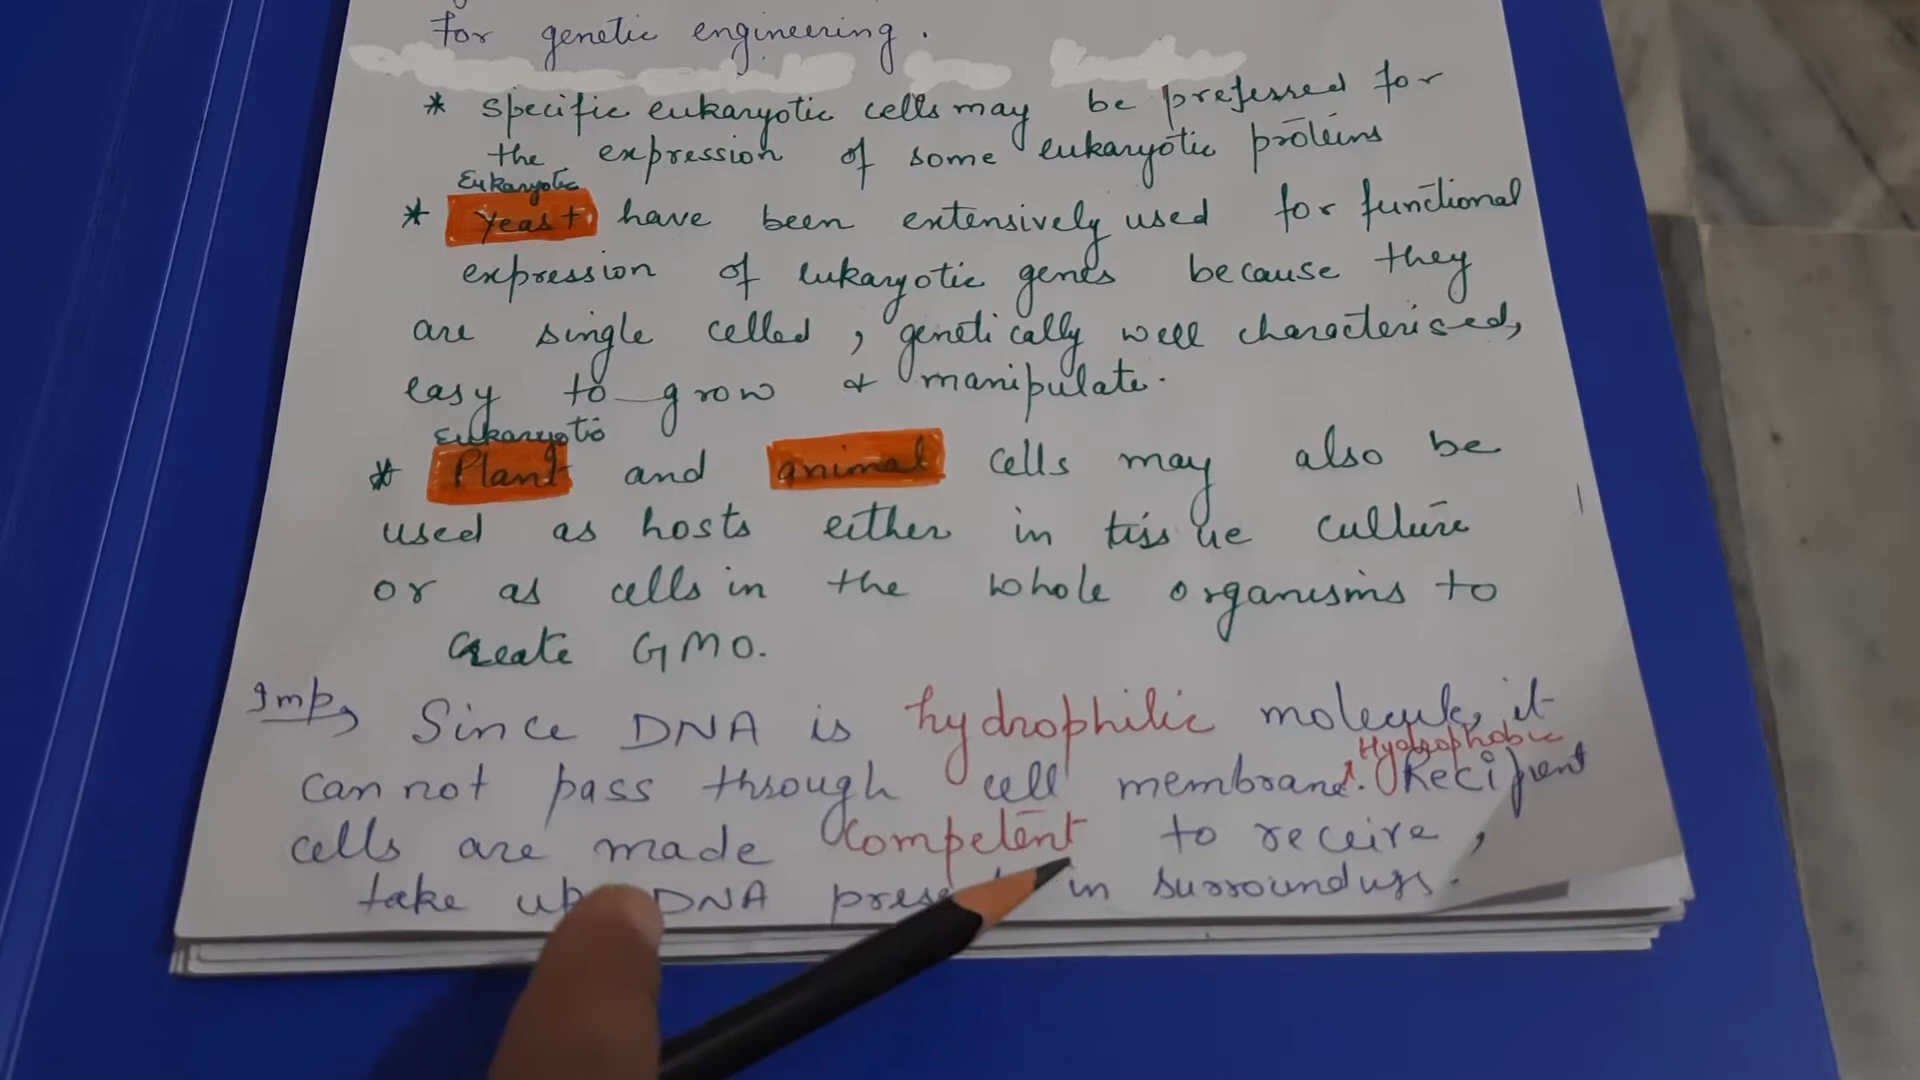 for genetic engineering.
* specific eukaryotic cells may be preferred for
the expression of some eukaryotic proteins
Eukaryotic
* Yeast have been extensively used for functional
expression of eukaryotic genes because they
are single celled, genetically well characterised,
easy to grow & manipulate.
Eukaryotic
* Plant and animal cells may also be
used as hosts either in tissue culture
or as cells in the whole organisms to
create GMO.
Imp, Since DNA is hydrophilic molecule, it
Hydrophobic
cannot pass through cell membrane. Recipient
cells are made competent to receive,
take up DNA present in surroundings.